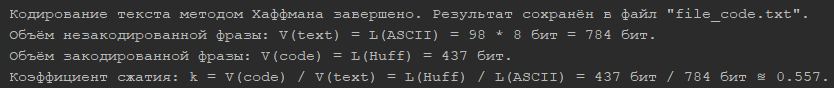 Кодирование текста методом Хаффмана завершено. Результат сохранён в файл "file_code.txt".
Объём незакодированной фразы: V(text) = L(ASCII) = 98 * 8 бит = 784 бит.
Объём закодированной фразы: V(code) = L(Huff) = 437 бит.
Коэффициент сжатия: k = V(code) / V(text) = L(Huff) / L(ASCII) = 437 бит / 784 бит ≅ 0.557.